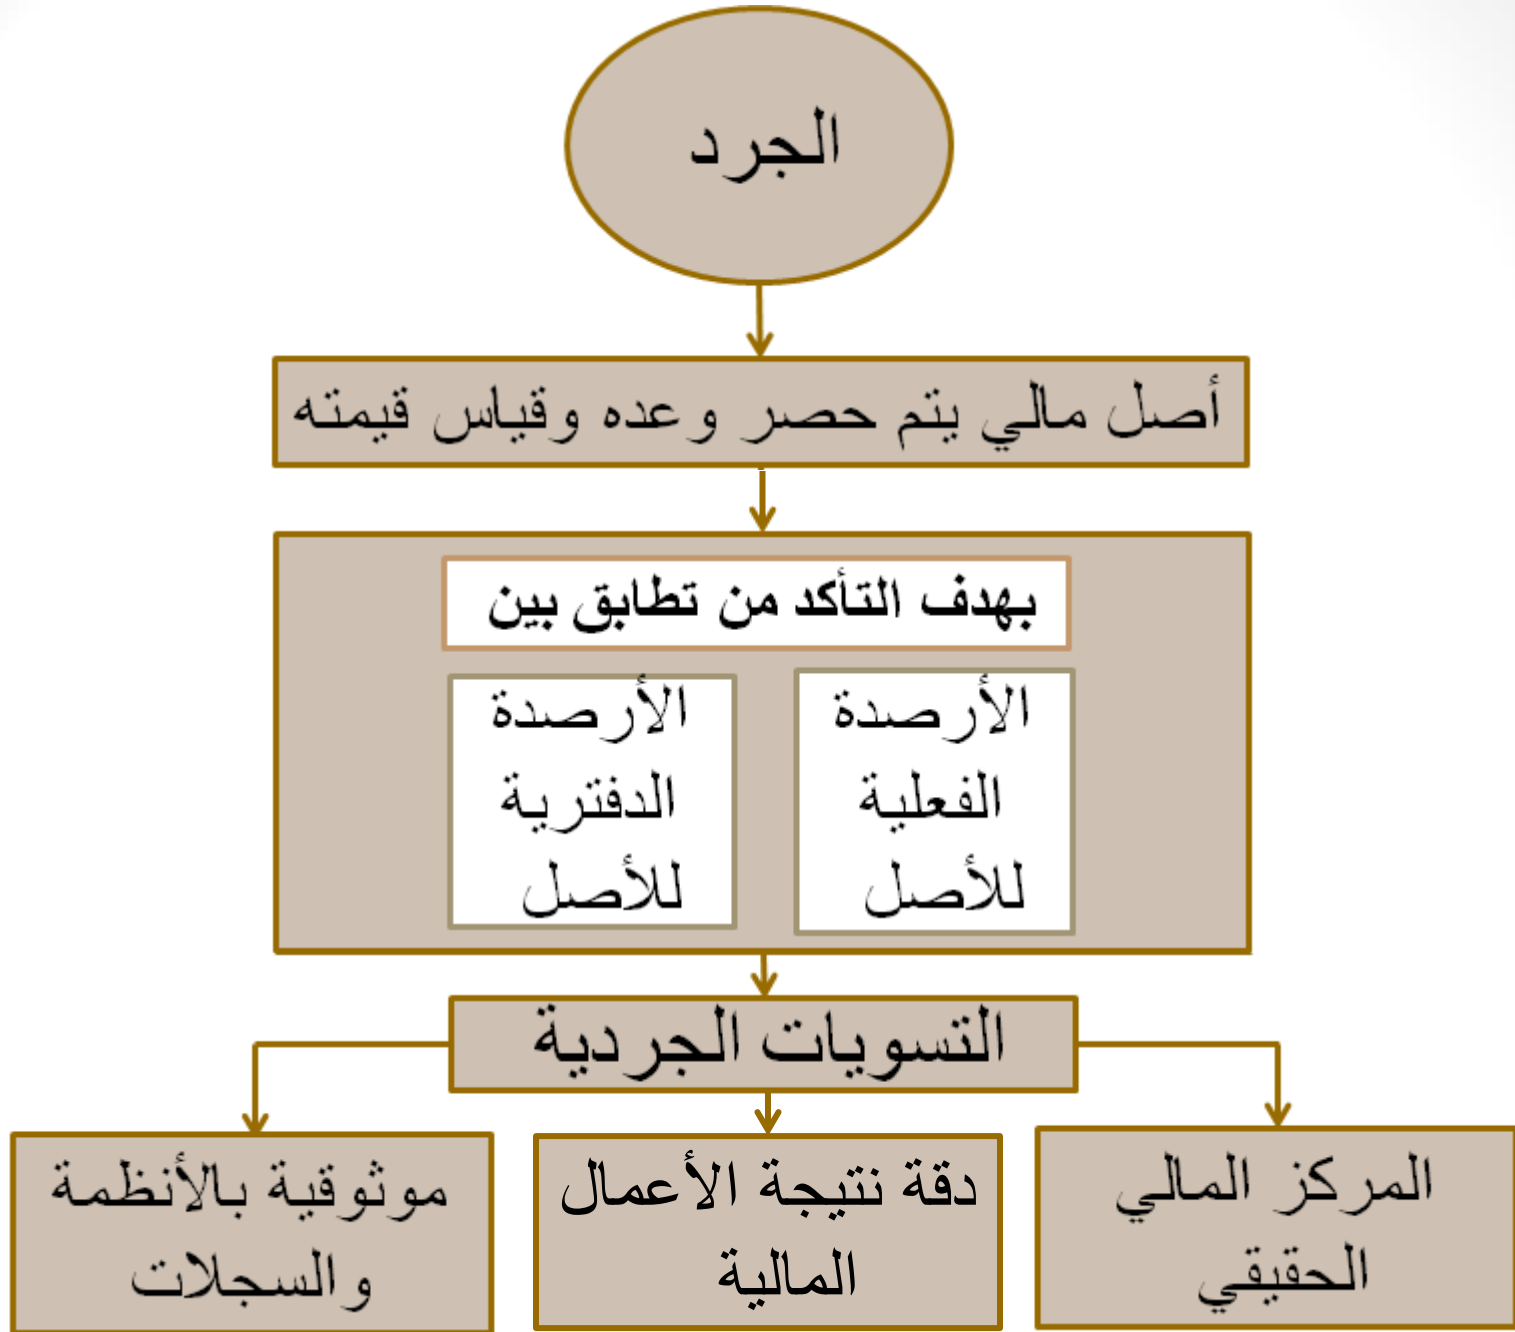 الجرد
أصل مالي يتم حصر وعده وقياس قيمته
بهدف التأكد من تطابق بين
الأرصدة
الفعلية
للأصل
الأرصدة
الدفترية
للأصل
التسويات الجردية
المركز المالي
الحقيقي
دقة نتيجة الأعمال
المالية
موثوقية بالأنظمة
والسجلات